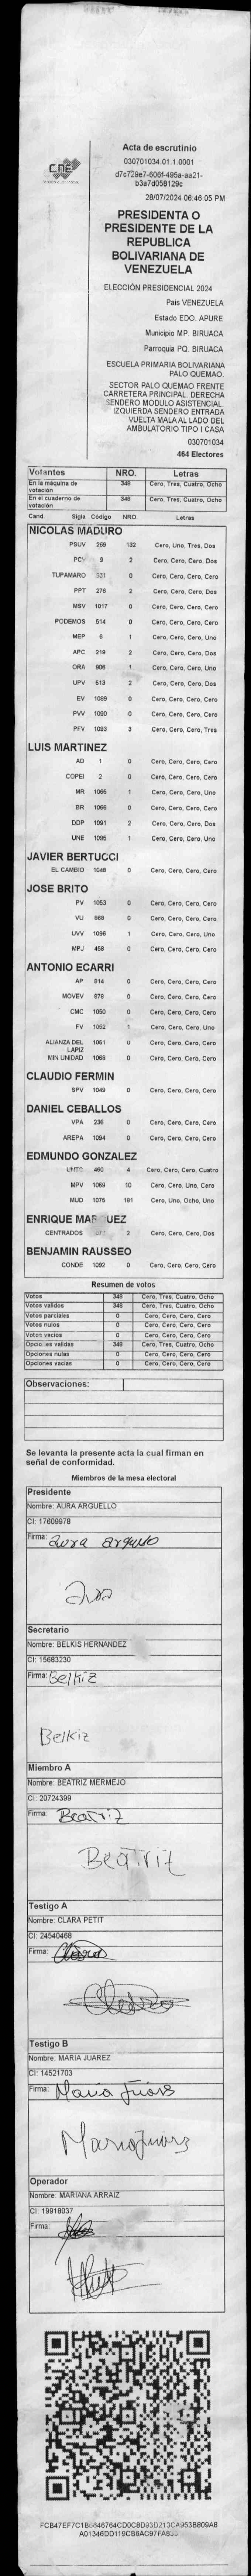 CNE
Acta de escrutinio
030701034.01.1.0001
d7c729e7-606f-495a-aa21-
b3a7d058129c
28/07/2024 06:46:05 PM
PRESIDENTA O
PRESIDENTE DE LA
REPUBLICA
BOLIVARIANA DE
VENEZUELA
ELECCIÓN PRESIDENCIAL 2024
Pais VENEZUELA
Estado EDO. APURE
Municipio MP. BIRUACA
Parroquia PQ. BIRUACA
ESCUELA PRIMARIA BOLIVARIANA
PALO QUEMAO.
SECTOR PALO QUEMAO FRENTE
CARRETERA PRINCIPAL. DERECHA
SENDERO MODULO ASISTENCIAL.
IZQUIERDA SENDERO ENTRADA
VUELTA MALA AL LADO DEL
AMBULATORIO TIPO I CASA
030701034
464 Electores
Votantes NRO. Letras
En la máquina de votación 348 Cero, Tres, Cuatro, Ocho
En el cuaderno de votación 348 Cero, Tres, Cuatro, Ocho
Cand. Sigla Código NRO. Letras
NICOLAS MADURO
PSUV 269 132 Cero, Uno, Tres, Dos
PCV 9 2 Cero, Cero, Cero, Dos
TUPAMARO 321 0 Cero, Cero, Cero, Cero
PPT 276 2 Cero, Cero, Cero, Dos
MSV 1017 0 Cero, Cero, Cero, Cero
PODEMOS 514 0 Cero, Cero, Cero, Cero
MEP 6 1 Cero, Cero, Cero, Uno
APC 219 2 Cero, Cero, Cero, Dos
ORA 906 1 Cero, Cero, Cero, Uno
UPV 613 2 Cero, Cero, Cero, Dos
EV 1089 0 Cero, Cero, Cero, Cero
PVV 1090 0 Cero, Cero, Cero, Cero
PFV 1093 3 Cero, Cero, Cero, Tres
LUIS MARTINEZ
AD 1 0 Cero, Cero, Cero, Cero
COPEI 2 0 Cero, Cero, Cero, Cero
MR 1065 1 Cero, Cero, Cero, Uno
BR 1066 0 Cero, Cero, Cero, Cero
DDP 1091 2 Cero, Cero, Cero, Dos
UNE 1095 1 Cero, Cero, Cero, Uno
JAVIER BERTUCCI
EL CAMBIO 1048 0 Cero, Cero, Cero, Cero
JOSE BRITO
PV 1053 0 Cero, Cero, Cero, Cero
VU 868 0 Cero, Cero, Cero, Cero
UVV 1096 1 Cero, Cero, Cero, Uno
MPJ 458 0 Cero, Cero, Cero, Cero
ANTONIO ECARRI
AP 814 0 Cero, Cero, Cero, Cero
MOVEV 878 0 Cero, Cero, Cero, Cero
CMC 1050 0 Cero, Cero, Cero, Cero
FV 1052 1 Cero, Cero, Cero, Uno
ALIANZA DEL LAPIZ 1051 0 Cero, Cero, Cero, Cero
MIN UNIDAD 1068 0 Cero, Cero, Cero, Cero
CLAUDIO FERMIN
SPV 1049 0 Cero, Cero, Cero, Cero
DANIEL CEBALLOS
VPA 236 0 Cero, Cero, Cero, Cero
AREPA 1094 0 Cero, Cero, Cero, Cero
EDMUNDO GONZALEZ
UNTC 460 4 Cero, Cero, Cero, Cuatro
MPV 1069 10 Cero, Cero, Uno, Cero
MUD 1075 181 Cero, Uno, Ocho, Uno
ENRIQUE MARQUEZ
CENTRADOS 2 Cero, Cero, Cero, Dos
BENJAMIN RAUSSEO
CONDE 1092 0 Cero, Cero, Cero, Cero
Resumen de votos
Votos 348 Cero, Tres, Cuatro, Ocho
Votos validos 348 Cero, Tres, Cuatro, Ocho
Votos parciales 0 Cero, Cero, Cero, Cero
Votos nulos 0 Cero, Cero, Cero, Cero
Votos vacios 0 Cero, Cero, Cero, Cero
Opciones validas 348 Cero, Tres, Cuatro, Ocho
Opciones nulas 0 Cero, Cero, Cero, Cero
Opciones vacias 0 Cero, Cero, Cero, Cero
Observaciones:
Se levanta la presente acta la cual firman en
señal de conformidad.
Miembros de la mesa electoral
Presidente
Nombre: AURA ARGUELLO
CI: 17609978
Firma: aura arguello
Aura
Secretario
Nombre: BELKIS HERNANDEZ
CI: 15683230
Firma: Belkiz
Belkiz
Miembro A
Nombre: BEATRIZ MERMEJO
CI: 20724399
Firma: Beatriz
Beatriz
Testigo A
Nombre: CLARA PETIT
CI: 24540468
Firma:
Testigo B
Nombre: MARIA JUAREZ
CI: 14521703
Firma: Maria Juares
Maria Juares
Operador
Nombre: MARIANA ARRAIZ
CI: 19918037
Firma: